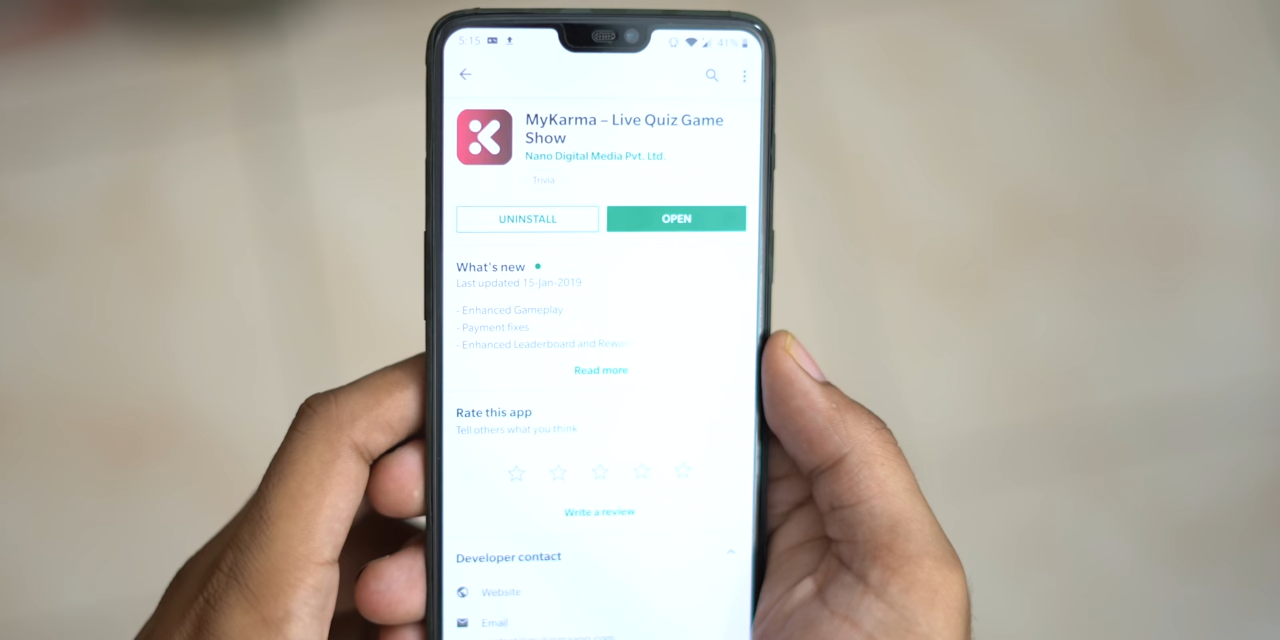 5:15
41%
MyKarma – Live Quiz Game
Show
Nano Digital Media Pvt. Ltd.
Trivia
UNINSTALL
OPEN
What's new
Last updated 15-Jan-2019
- Enhanced Gameplay
- Payment fixes
- Enhanced Leaderboard and
Read more
Rate this app
Tell others what you think
Write a review
Developer contact
Website
Email